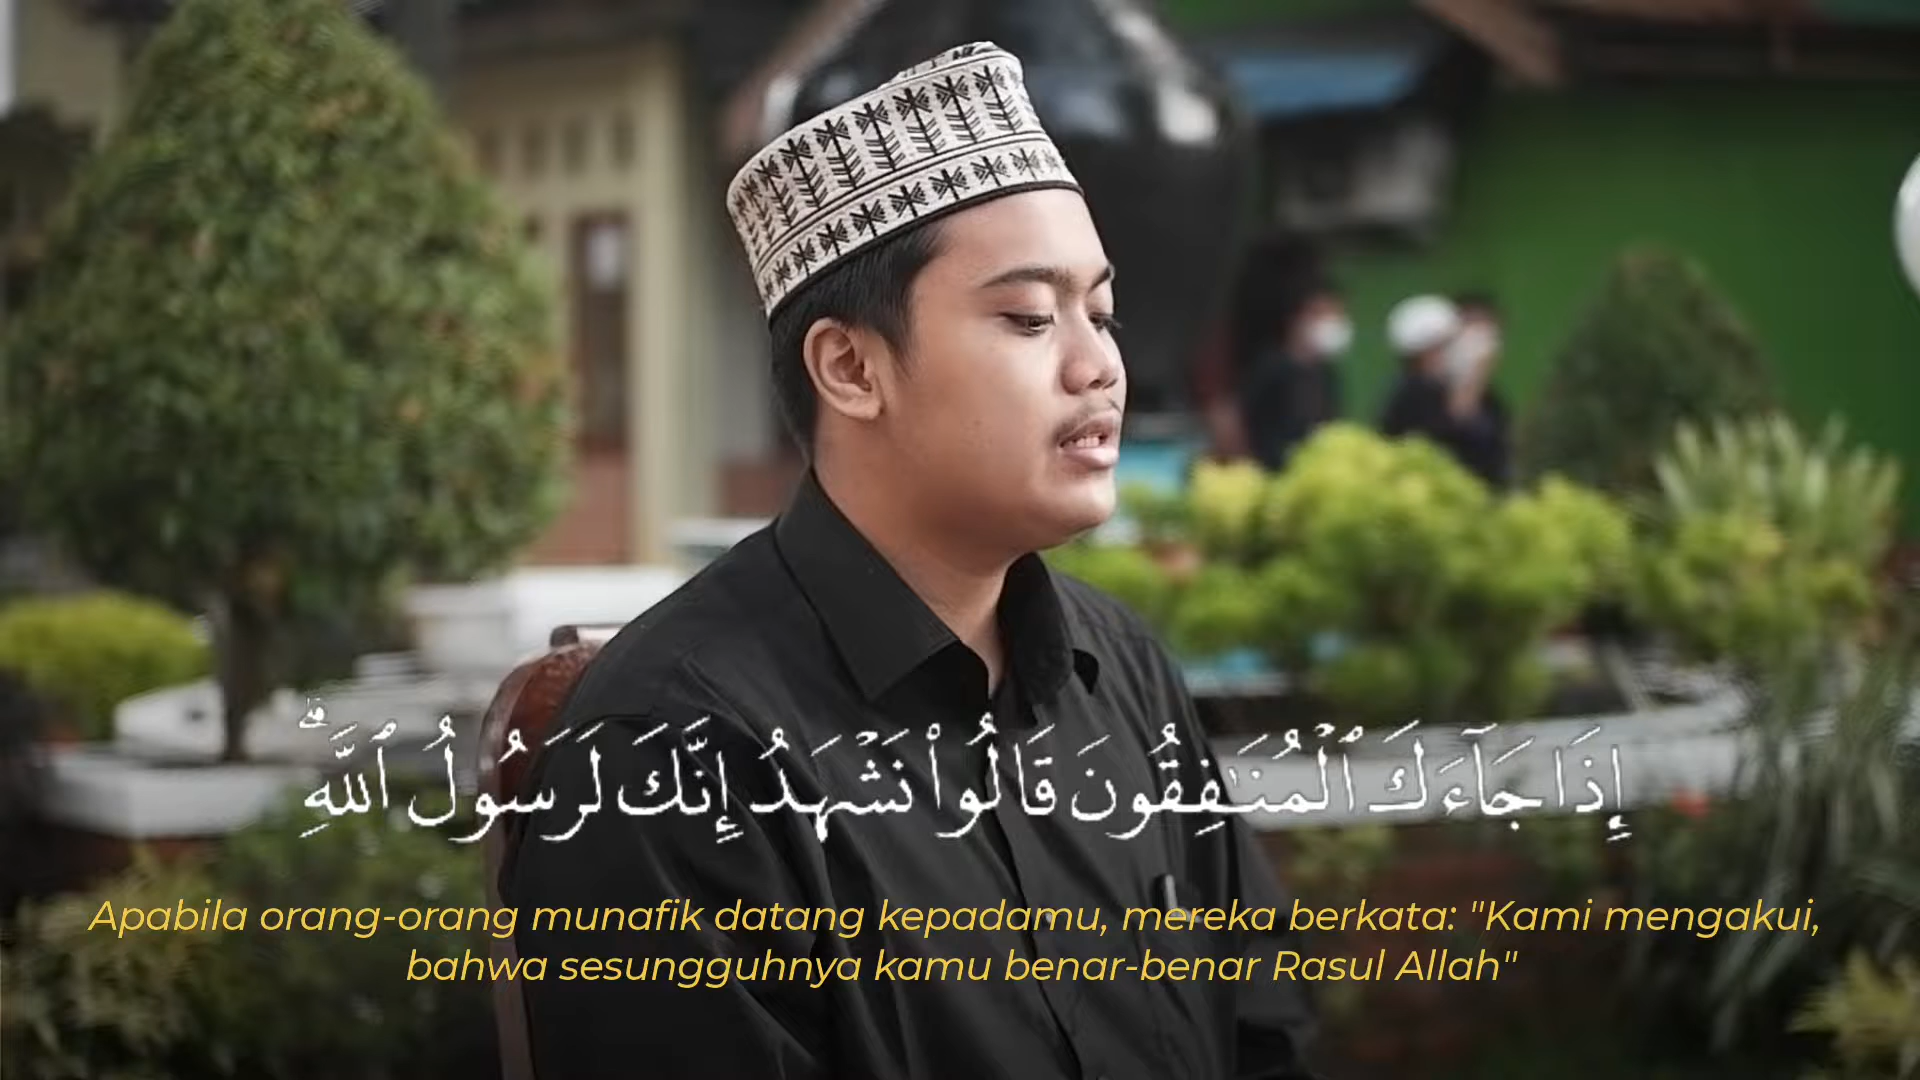 إِذَا جَآءَكَ ٱلْمُنَـٰفِقُونَ قَالُوا۟ نَشْهَدُ إِنَّكَ لَرَسُولُ ٱللَّهِ ۗ
Apabila orang-orang munafik datang kepadamu, mereka berkata: "Kami mengakui,
bahwa sesungguhnya kamu benar-benar Rasul Allah"